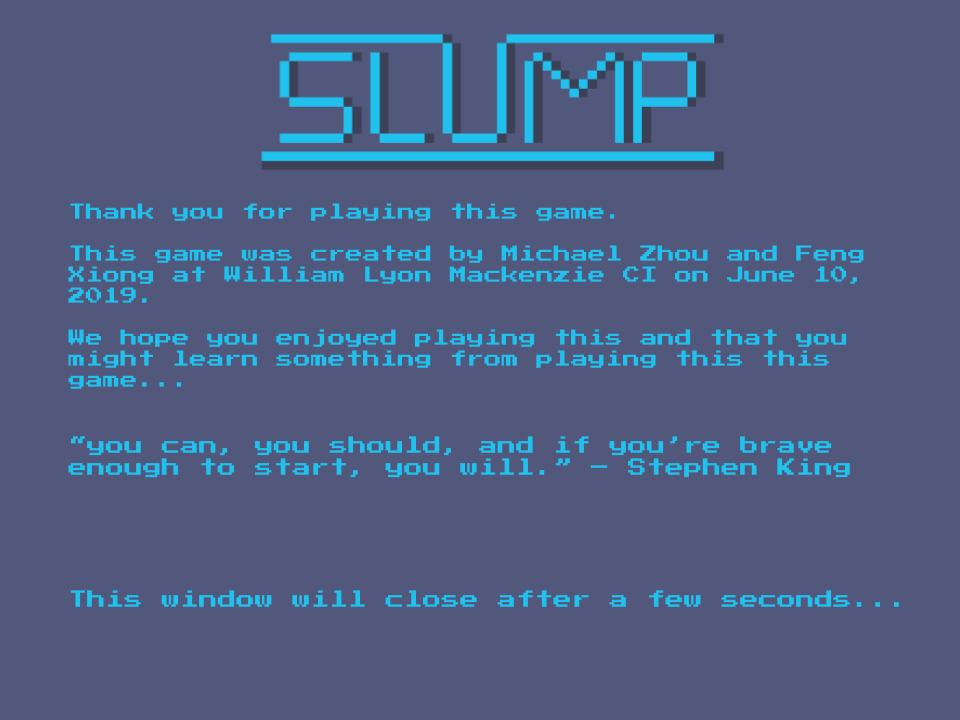 SLUMP
Thank you for playing this game.
This game was created by Michael Zhou and Feng
Xiong at William Lyon Mackenzie CI on June 10,
2019.
We hope you enjoyed playing this and that you
might learn something from playing this this
game...
“you can, you should, and if you’re brave
enough to start, you will.” – Stephen King
This window will close after a few seconds...